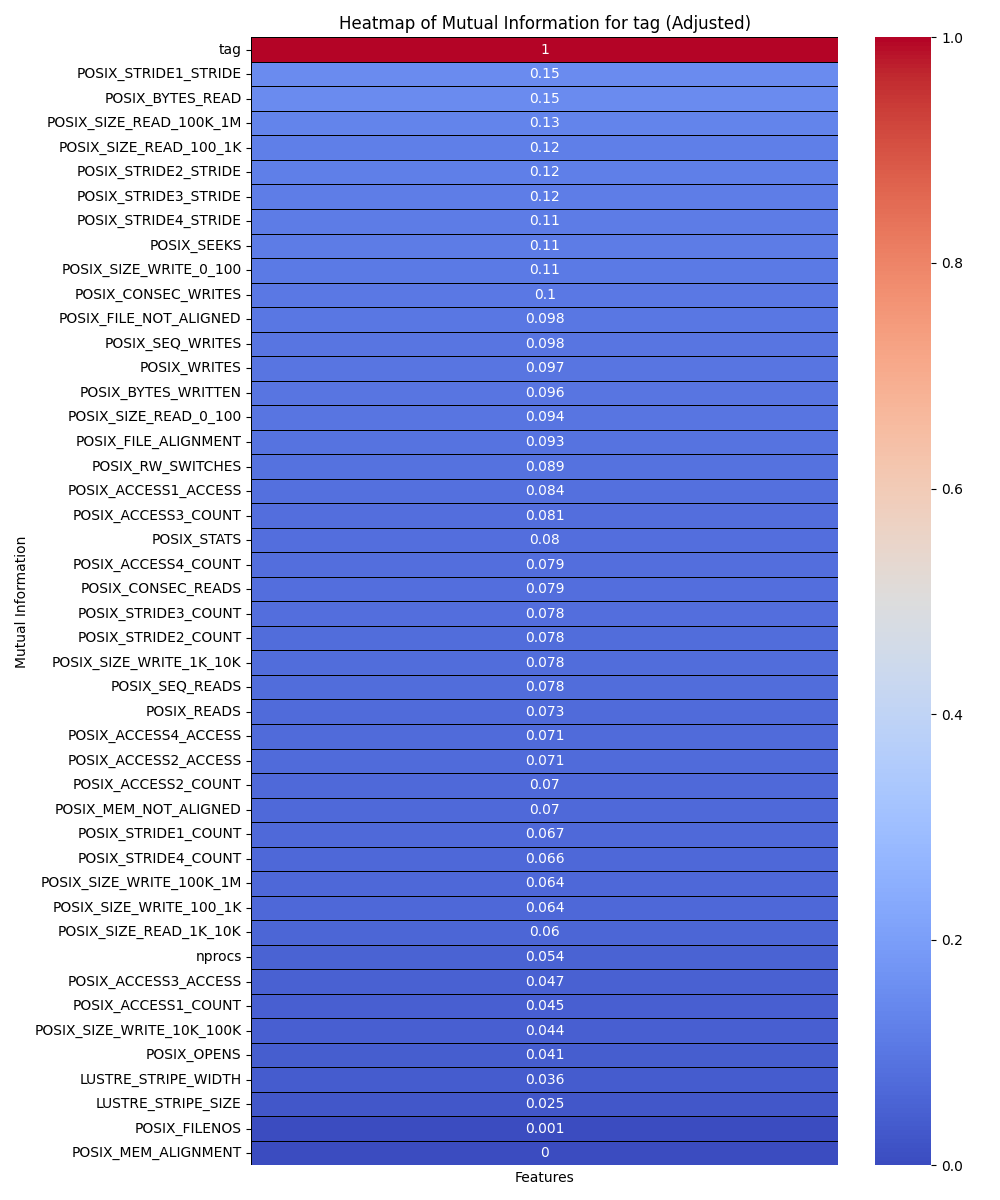 Heatmap of Mutual Information for tag (Adjusted)
tag 1
POSIX_STRIDE1_STRIDE 0.15
POSIX_BYTES_READ 0.15
POSIX_SIZE_READ_100K_1M 0.13
POSIX_SIZE_READ_100_1K 0.12
POSIX_STRIDE2_STRIDE 0.12
POSIX_STRIDE3_STRIDE 0.12
POSIX_STRIDE4_STRIDE 0.11
POSIX_SEEKS 0.11
POSIX_SIZE_WRITE_0_100 0.11
POSIX_CONSEC_WRITES 0.1
POSIX_FILE_NOT_ALIGNED 0.098
POSIX_SEQ_WRITES 0.098
POSIX_WRITES 0.097
POSIX_BYTES_WRITTEN 0.096
POSIX_SIZE_READ_0_100 0.094
POSIX_FILE_ALIGNMENT 0.093
POSIX_RW_SWITCHES 0.089
POSIX_ACCESS1_ACCESS 0.084
POSIX_ACCESS3_COUNT 0.081
POSIX_STATS 0.08
POSIX_ACCESS4_COUNT 0.079
POSIX_CONSEC_READS 0.079
POSIX_STRIDE3_COUNT 0.078
POSIX_STRIDE2_COUNT 0.078
POSIX_SIZE_WRITE_1K_10K 0.078
POSIX_SEQ_READS 0.078
POSIX_READS 0.073
POSIX_ACCESS4_ACCESS 0.071
POSIX_ACCESS2_ACCESS 0.071
POSIX_ACCESS2_COUNT 0.07
POSIX_MEM_NOT_ALIGNED 0.07
POSIX_STRIDE1_COUNT 0.067
POSIX_STRIDE4_COUNT 0.066
POSIX_SIZE_WRITE_100K_1M 0.064
POSIX_SIZE_WRITE_100_1K 0.064
POSIX_SIZE_READ_1K_10K 0.06
nprocs 0.054
POSIX_ACCESS3_ACCESS 0.047
POSIX_ACCESS1_COUNT 0.045
POSIX_SIZE_WRITE_10K_100K 0.044
POSIX_OPENS 0.041
LUSTRE_STRIPE_WIDTH 0.036
LUSTRE_STRIPE_SIZE 0.025
POSIX_FILENOS 0.001
POSIX_MEM_ALIGNMENT 0
Mutual Information
Features
1.0
0.8
0.6
0.4
0.2
0.0